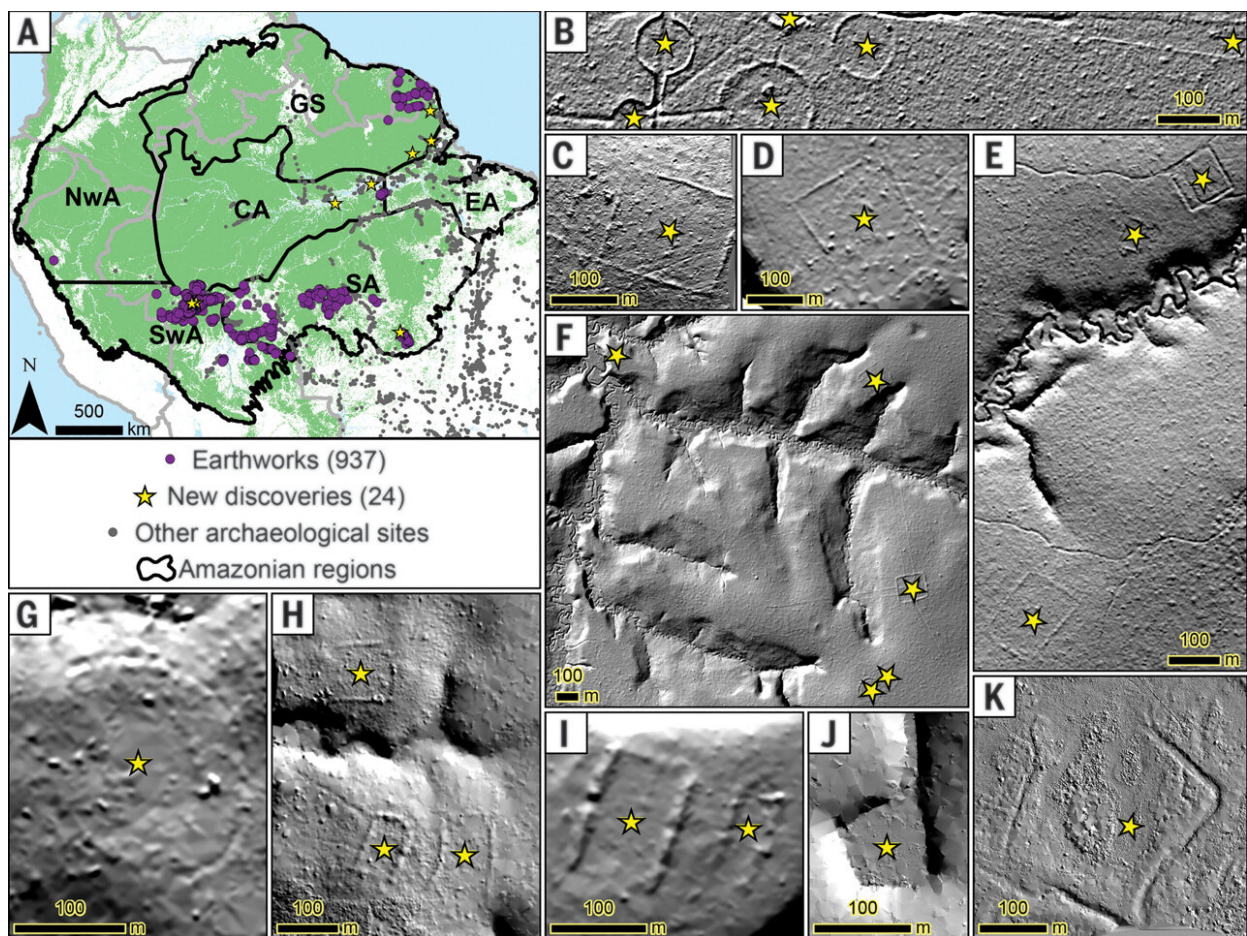 A
GS
NwA
CA
EA
SA
SwA
N
500
km
Earthworks (937)
New discoveries (24)
Other archaeological sites
Amazonian regions
B
100
m
C
100
m
D
100
m
E
100
m
F
100
m
G
100
m
H
100
m
I
100
m
J
100
m
K
100
m